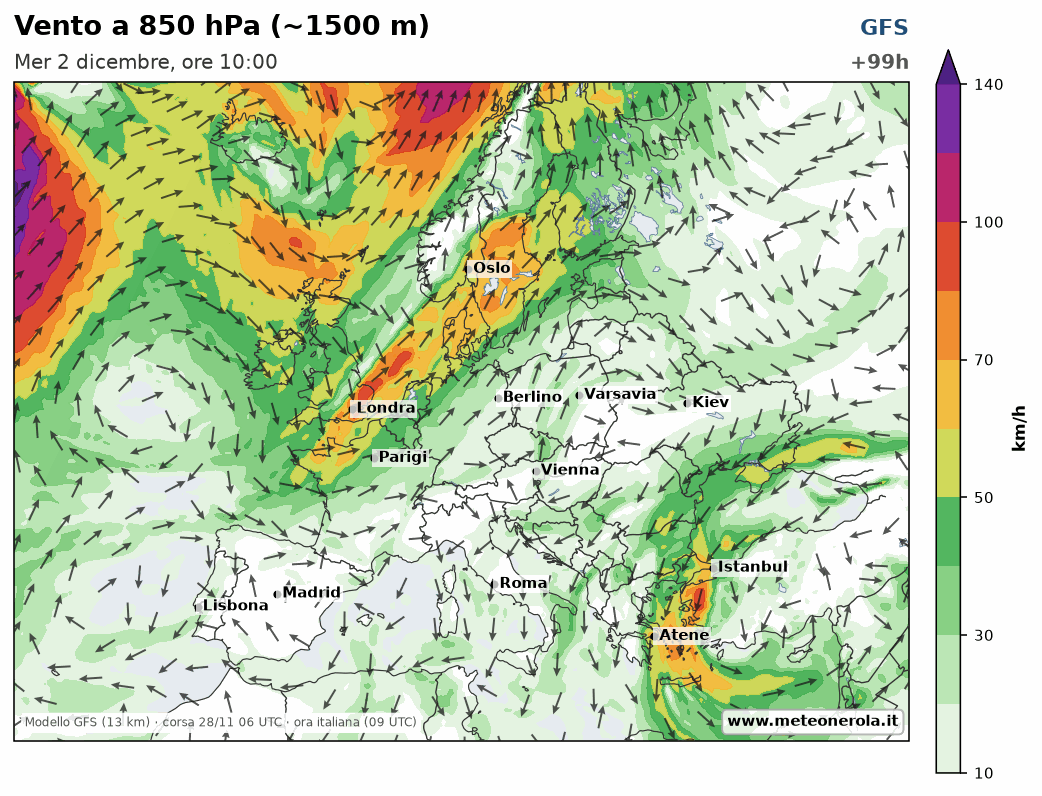 Vento a 850 hPa (~1500 m)
GFS
Mer 2 dicembre, ore 10:00
+99h
140
100
70
50
30
10
km/h
Oslo
Londra
Berlino
Varsavia
Kiev
Parigi
Vienna
Istanbul
Roma
Madrid
Lisbona
Atene
Modello GFS (13 km) · corsa 28/11 06 UTC · ora italiana (09 UTC)
www.meteonerola.it